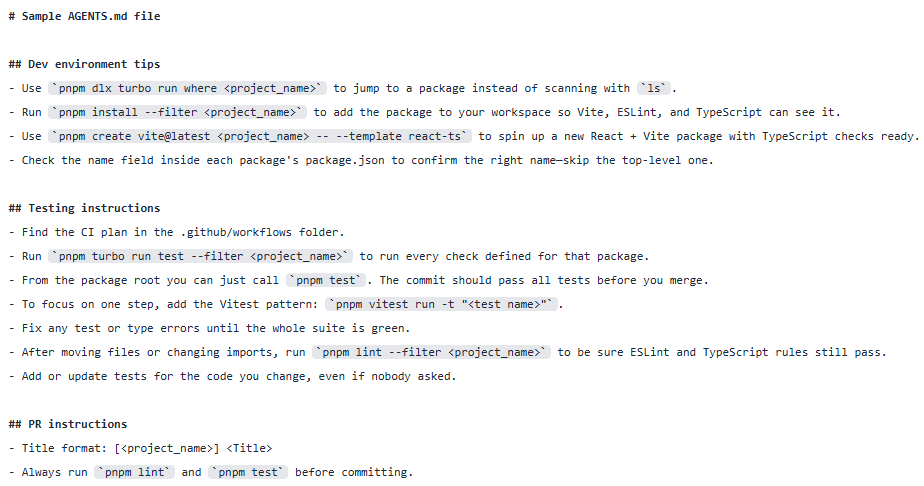 # Sample AGENTS.md file
## Dev environment tips
- Use `pnpm dlx turbo run where <project_name>` to jump to a package instead of scanning with `ls`.
- Run `pnpm install --filter <project_name>` to add the package to your workspace so Vite, ESLint, and TypeScript can see it.
- Use `pnpm create vite@latest <project_name> -- --template react-ts` to spin up a new React + Vite package with TypeScript checks ready.
- Check the name field inside each package's package.json to confirm the right name—skip the top-level one.
## Testing instructions
- Find the CI plan in the .github/workflows folder.
- Run `pnpm turbo run test --filter <project_name>` to run every check defined for that package.
- From the package root you can just call `pnpm test`. The commit should pass all tests before you merge.
- To focus on one step, add the Vitest pattern: `pnpm vitest run -t "<test name>"`.
- Fix any test or type errors until the whole suite is green.
- After moving files or changing imports, run `pnpm lint --filter <project_name>` to be sure ESLint and TypeScript rules still pass.
- Add or update tests for the code you change, even if nobody asked.
## PR instructions
- Title format: [<project_name>] <Title>
- Always run `pnpm lint` and `pnpm test` before committing.